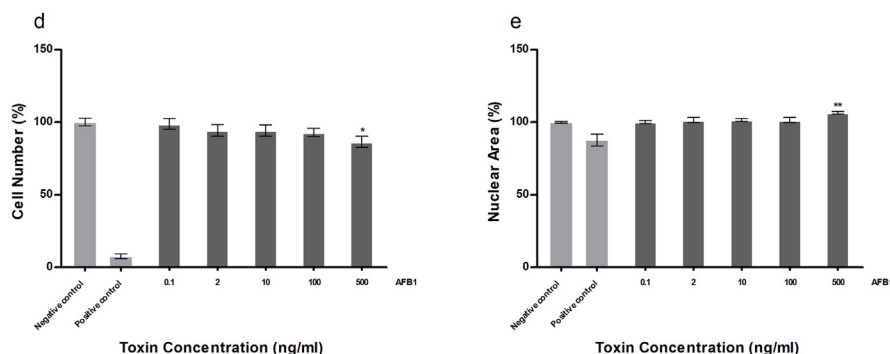 d
150
100
50
0
Cell Number (%)
*
Negative control
Positive control
0.1
2
10
100
500
AFB1
Toxin Concentration (ng/ml)
e
150
100
50
0
Nuclear Area (%)
**
Negative control
Positive control
0.1
2
10
100
500
AFB1
Toxin Concentration (ng/ml)